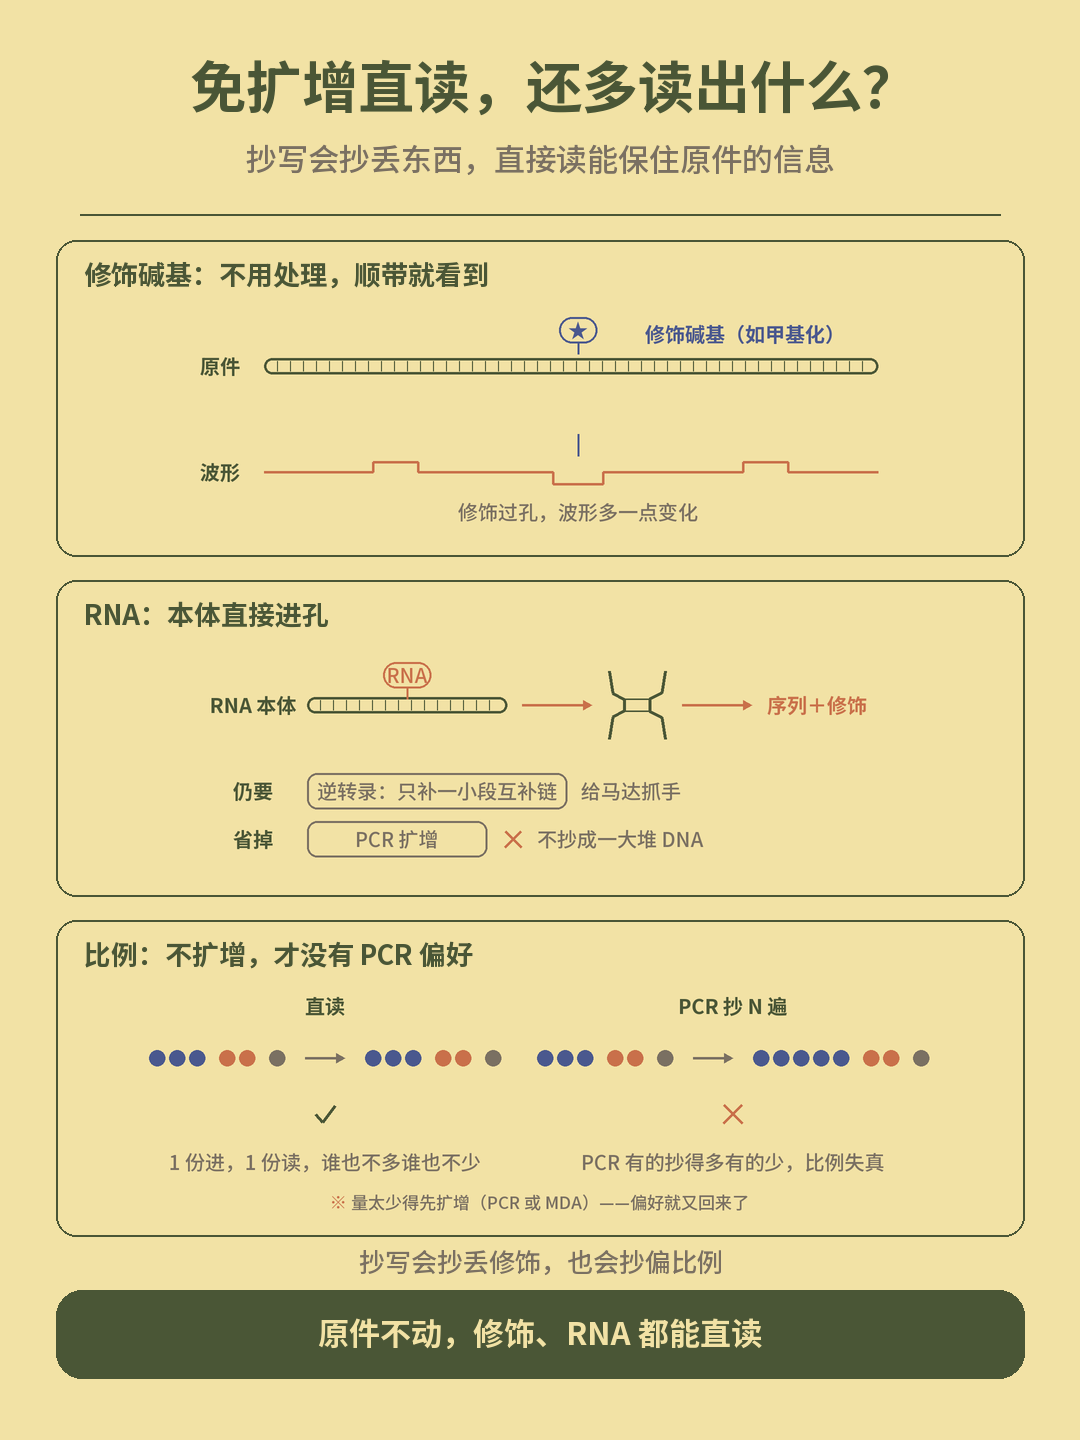 免扩增直读，还多读出什么？
抄写会抄丢东西，直接读能保住原件的信息
修饰碱基：不用处理，顺带就看到
修饰碱基（如甲基化）
原件
波形
修饰过孔，波形多一点变化
RNA：本体直接进孔
RNA
RNA 本体
序列＋修饰
仍要
逆转录：只补一小段互补链
给马达抓手
省掉
PCR 扩增
不抄成一大堆 DNA
比例：不扩增，才没有 PCR 偏好
直读
PCR 抄 N 遍
1 份进，1 份读，谁也不多谁也不少
PCR 有的抄得多有的少，比例失真
※ 量太少得先扩增（PCR 或 MDA）——偏好就又回来了
抄写会抄丢修饰，也会抄偏比例
原件不动，修饰、RNA 都能直读